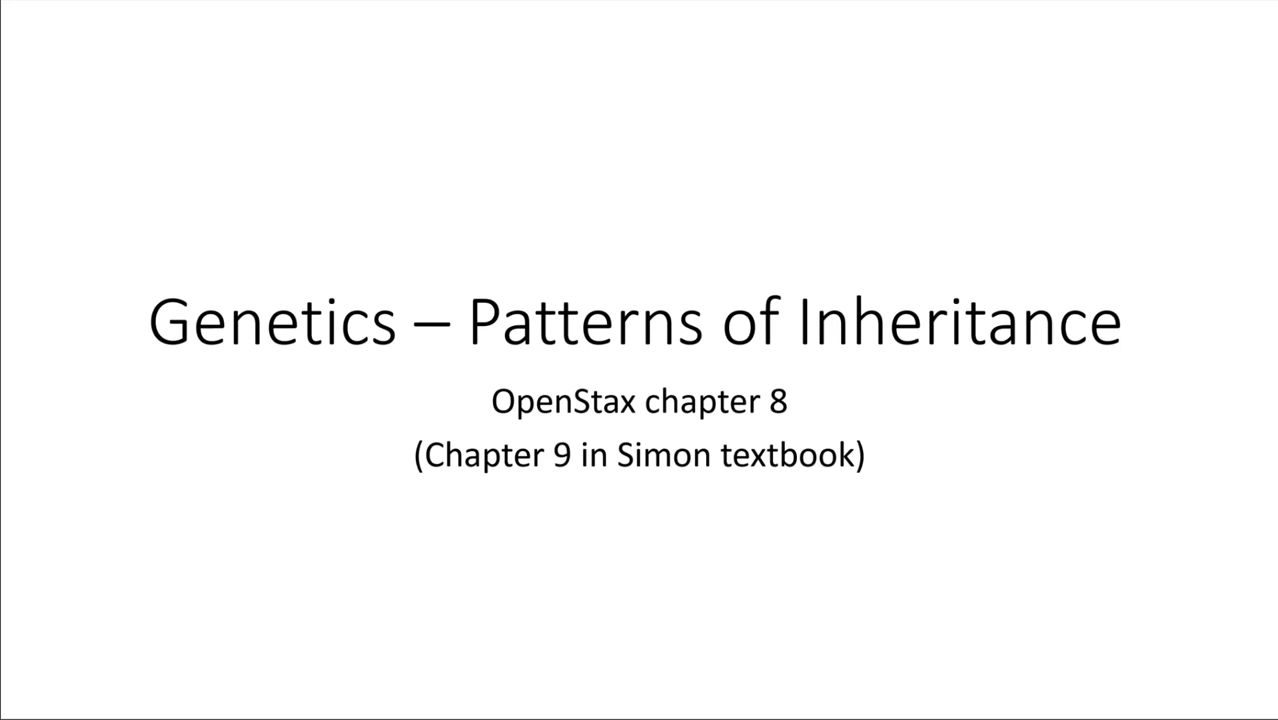 Genetics – Patterns of Inheritance
OpenStax chapter 8
(Chapter 9 in Simon textbook)